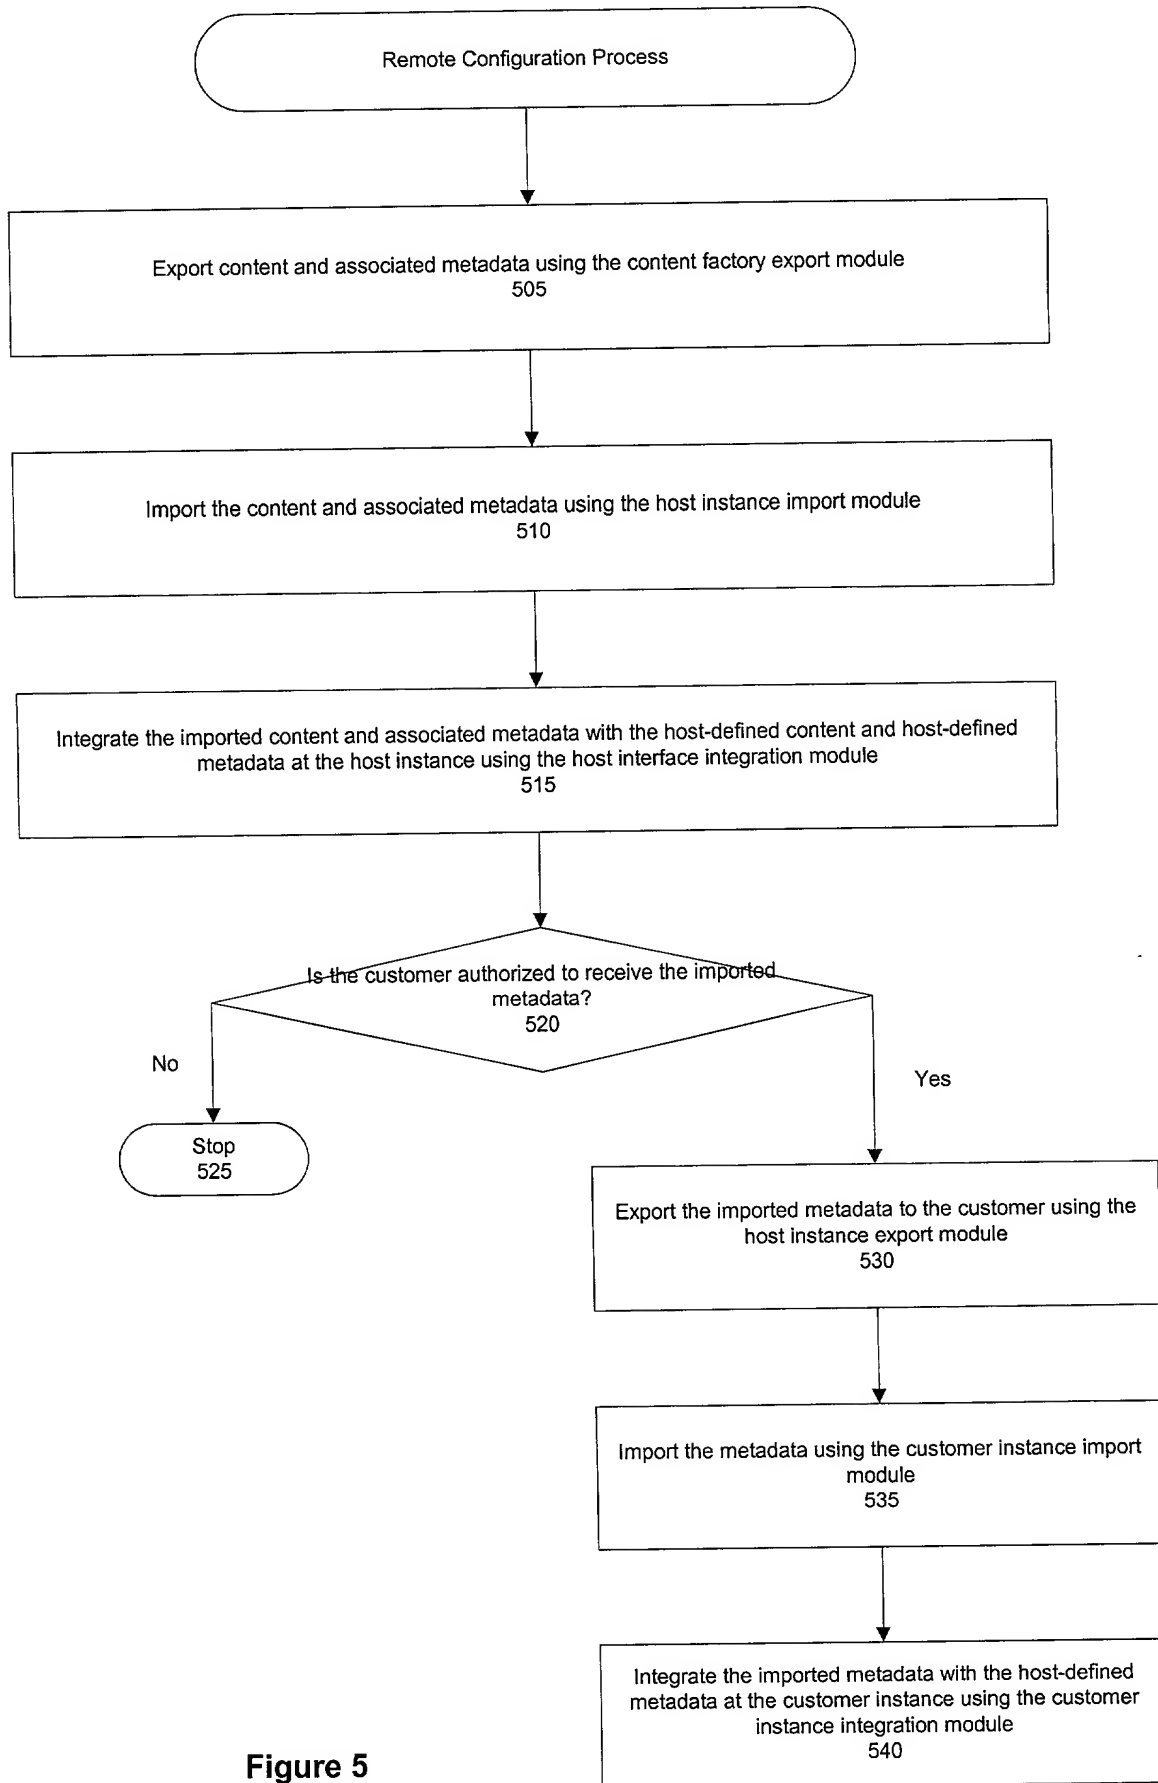 Remote Configuration Process
Export content and associated metadata using the content factory export module
505
Import the content and associated metadata using the host instance import module
510
Integrate the imported content and associated metadata with the host-defined content and host-defined
metadata at the host instance using the host interface integration module
515
Is the customer authorized to receive the imported
metadata?
520
No
Yes
Stop
525
Export the imported metadata to the customer using the
host instance export module
530
Import the metadata using the customer instance import
module
535
Integrate the imported metadata with the host-defined
metadata at the customer instance using the customer
instance integration module
540
Figure 5